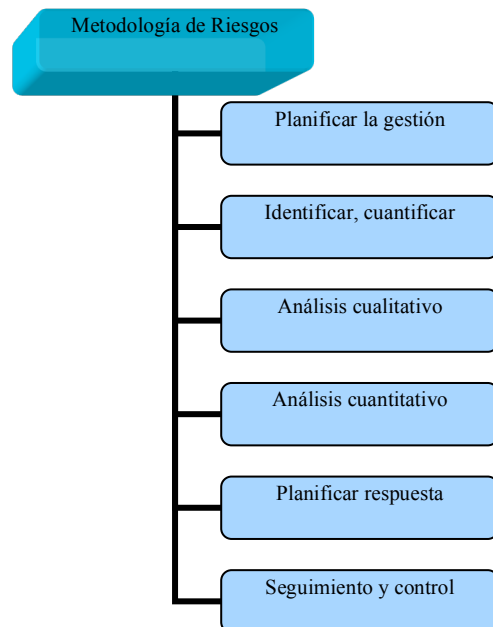 Metodología de Riesgos
Planificar la gestión
Identificar, cuantificar
Análisis cualitativo
Análisis cuantitativo
Planificar respuesta
Seguimiento y control